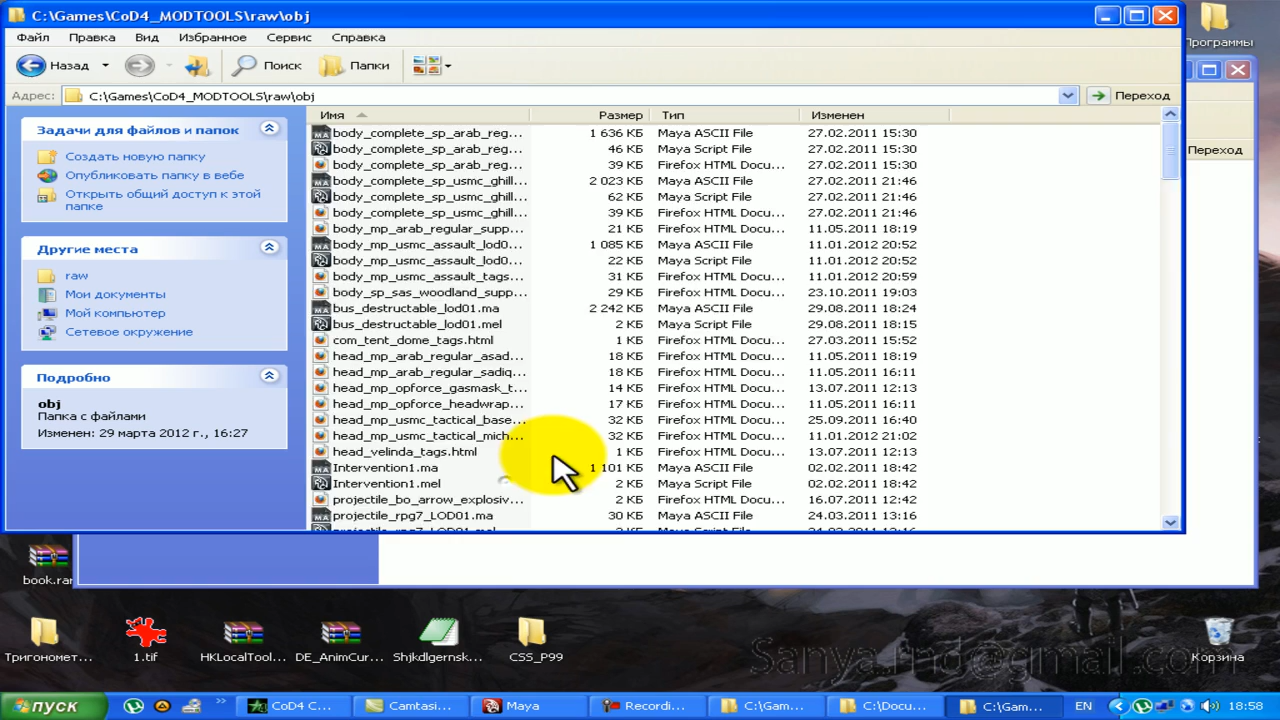 C:\Games\CoD4_MODTOOLS\raw\obj
Файл Правка Вид Избранное Сервис Справка
Программы
Назад Поиск Папки
Адрес: C:\Games\CoD4_MODTOOLS\raw\obj Переход
Переход
Имя Размер Тип Изменен
Задачи для файлов и папок
Создать новую папку
Опубликовать папку в вебе
Открыть общий доступ к этой
папке
Другие места
raw
Мои документы
Мой компьютер
Сетевое окружение
Подробно
obj
Папка с файлами
Изменен: 29 марта 2012 г., 16:27
body_complete_sp_arab_reg... 1 636 КБ Maya ASCII File 27.02.2011 15:30
body_complete_sp_arab_reg... 46 КБ Maya Script File 27.02.2011 15:30
body_complete_sp_arab_reg... 39 КБ Firefox HTML Docu... 27.02.2011 15:30
body_complete_sp_usmc_ghill... 2 023 КБ Maya ASCII File 27.02.2011 21:46
body_complete_sp_usmc_ghill... 62 КБ Maya Script File 27.02.2011 21:46
body_complete_sp_usmc_ghill... 39 КБ Firefox HTML Docu... 27.02.2011 21:46
body_mp_arab_regular_supp... 21 КБ Firefox HTML Docu... 11.05.2011 18:19
body_mp_usmc_assault_lod0... 1 085 КБ Maya ASCII File 11.01.2012 20:52
body_mp_usmc_assault_lod0... 22 КБ Maya Script File 11.01.2012 20:52
body_mp_usmc_assault_tags... 31 КБ Firefox HTML Docu... 11.01.2012 20:59
body_sp_sas_woodland_supp... 29 КБ Firefox HTML Docu... 23.10.2011 19:03
bus_destructable_lod01.ma 2 242 КБ Maya ASCII File 29.08.2011 18:24
bus_destructable_lod01.mel 2 КБ Maya Script File 29.08.2011 18:15
com_tent_dome_tags.html 1 КБ Firefox HTML Docu... 27.03.2011 15:52
head_mp_arab_regular_asad... 18 КБ Firefox HTML Docu... 11.05.2011 18:19
head_mp_arab_regular_sadiq... 18 КБ Firefox HTML Docu... 11.05.2011 16:11
head_mp_opforce_gasmask_t... 14 КБ Firefox HTML Docu... 13.07.2011 12:13
head_mp_opforce_headwrap... 17 КБ Firefox HTML Docu... 11.05.2011 16:11
head_mp_usmc_tactical_base... 32 КБ Firefox HTML Docu... 25.09.2011 16:40
head_mp_usmc_tactical_mich... 32 КБ Firefox HTML Docu... 11.01.2012 21:02
head_velinda_tags.html 1 КБ Firefox HTML Docu... 13.07.2011 12:13
Intervention1.ma 1 101 КБ Maya ASCII File 02.02.2011 18:42
Intervention1.mel 2 КБ Maya Script File 02.02.2011 18:42
projectile_bo_arrow_explosiv... 2 КБ Firefox HTML Docu... 16.07.2011 12:42
projectile_rpg7_LOD01.ma 30 КБ Maya ASCII File 24.03.2011 13:16
book.rar
Тригономет... 1.tif HKLocalTool... DE_AnimCur... Shjkdlgernsk... CSS_P99 Корзина
Sanya.rnd@gmail.com
пуск CoD4 C... Camtasi... Maya Recordi... C:\Gam... C:\Docu... C:\Gam... EN 18:58